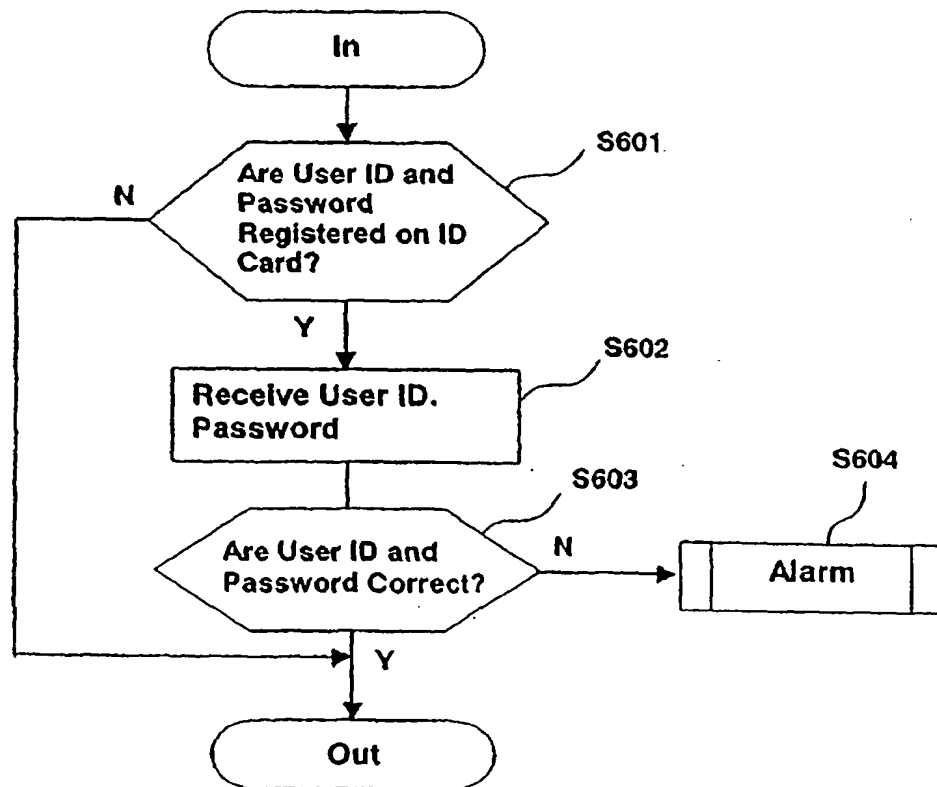 In
S601
Are User ID and
Password
Registered on ID
Card?
N
Y
S602
Receive User ID.
Password
S603
S604
Are User ID and
Password Correct?
N
Alarm
Y
Out